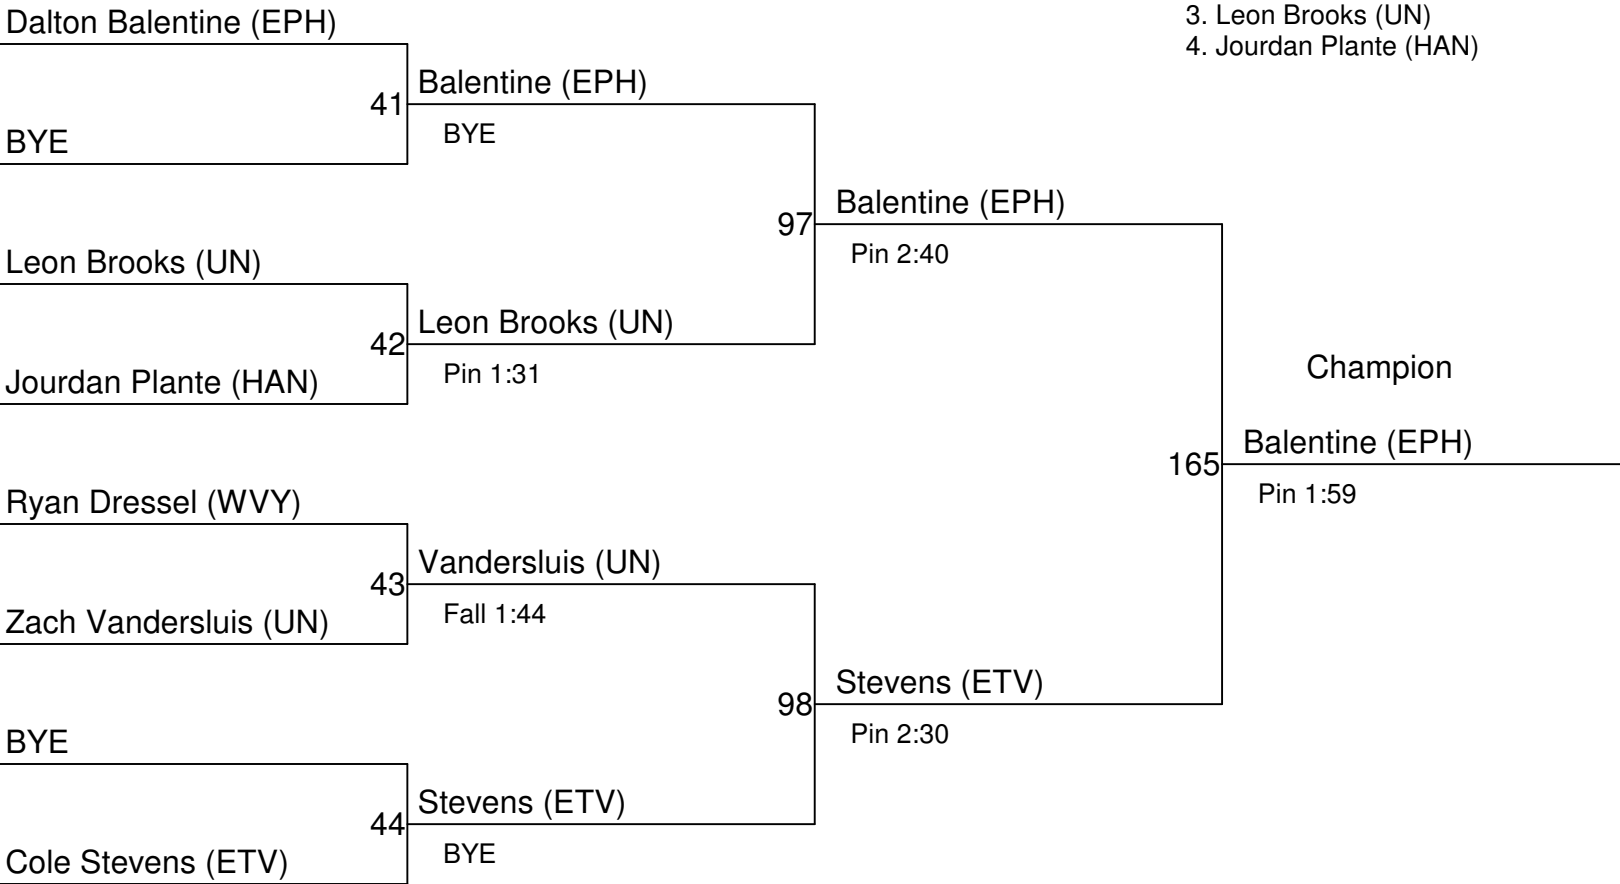 Dalton Balentine (EPH)
3. Leon Brooks (UN)
4. Jourdan Plante (HAN)
41
Balentine (EPH)
BYE
BYE
97
Balentine (EPH)
Pin 2:40
Leon Brooks (UN)
42
Leon Brooks (UN)
Pin 1:31
Jourdan Plante (HAN)
Champion
165
Balentine (EPH)
Pin 1:59
Ryan Dressel (WVY)
43
Vandersluis (UN)
Fall 1:44
Zach Vandersluis (UN)
98
Stevens (ETV)
Pin 2:30
BYE
44
Stevens (ETV)
BYE
Cole Stevens (ETV)